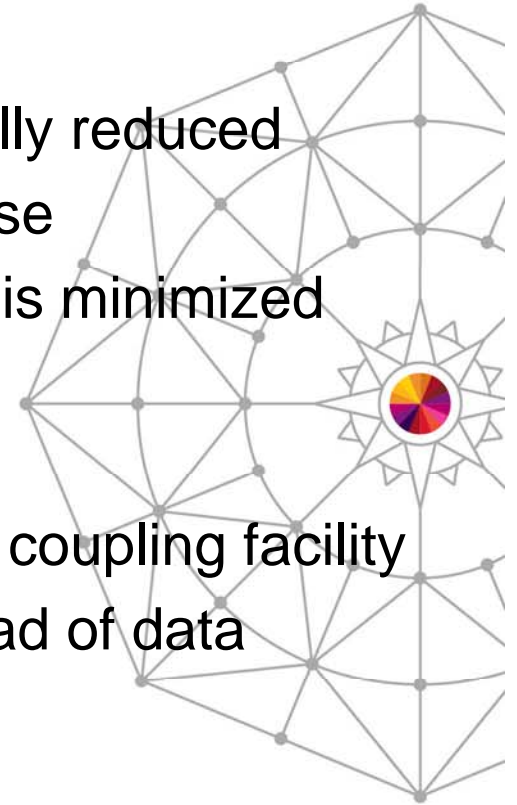 lly reduced
se
is minimized
coupling facility
ad of data